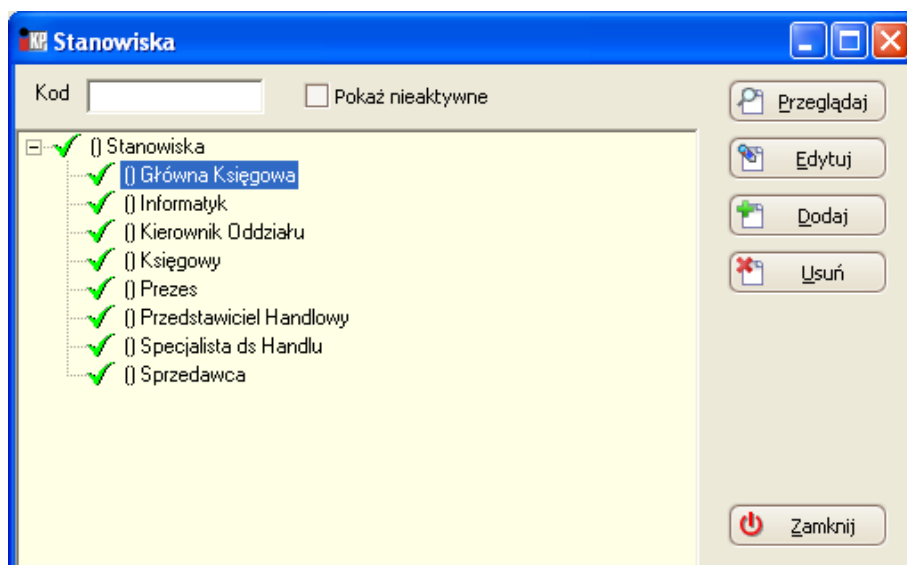 iKP Stanowiska
Kod
Pokaż nieaktywne
Przeglądaj
() Stanowiska
() Główna Księgowa
Edytuj
() Informatyk
() Kierownik Oddziału
Dodaj
() Księgowy
() Prezes
Usuń
() Przedstawiciel Handlowy
() Specjalista ds Handlu
() Sprzedawca
Zamknij